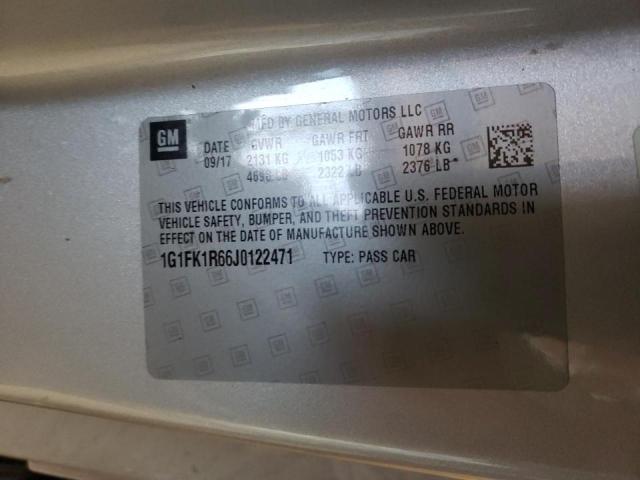 GM
MFD BY GENERAL MOTORS LLC
DATE GVWR GAWR FRT GAWR RR
09/17 2131 KG 1053 KG 1078 KG
4698 LB 2322 LB 2376 LB
THIS VEHICLE CONFORMS TO ALL APPLICABLE U.S. FEDERAL MOTOR
VEHICLE SAFETY, BUMPER, AND THEFT PREVENTION STANDARDS IN
EFFECT ON THE DATE OF MANUFACTURE SHOWN ABOVE.
1G1FK1R66J0122471 TYPE: PASS CAR